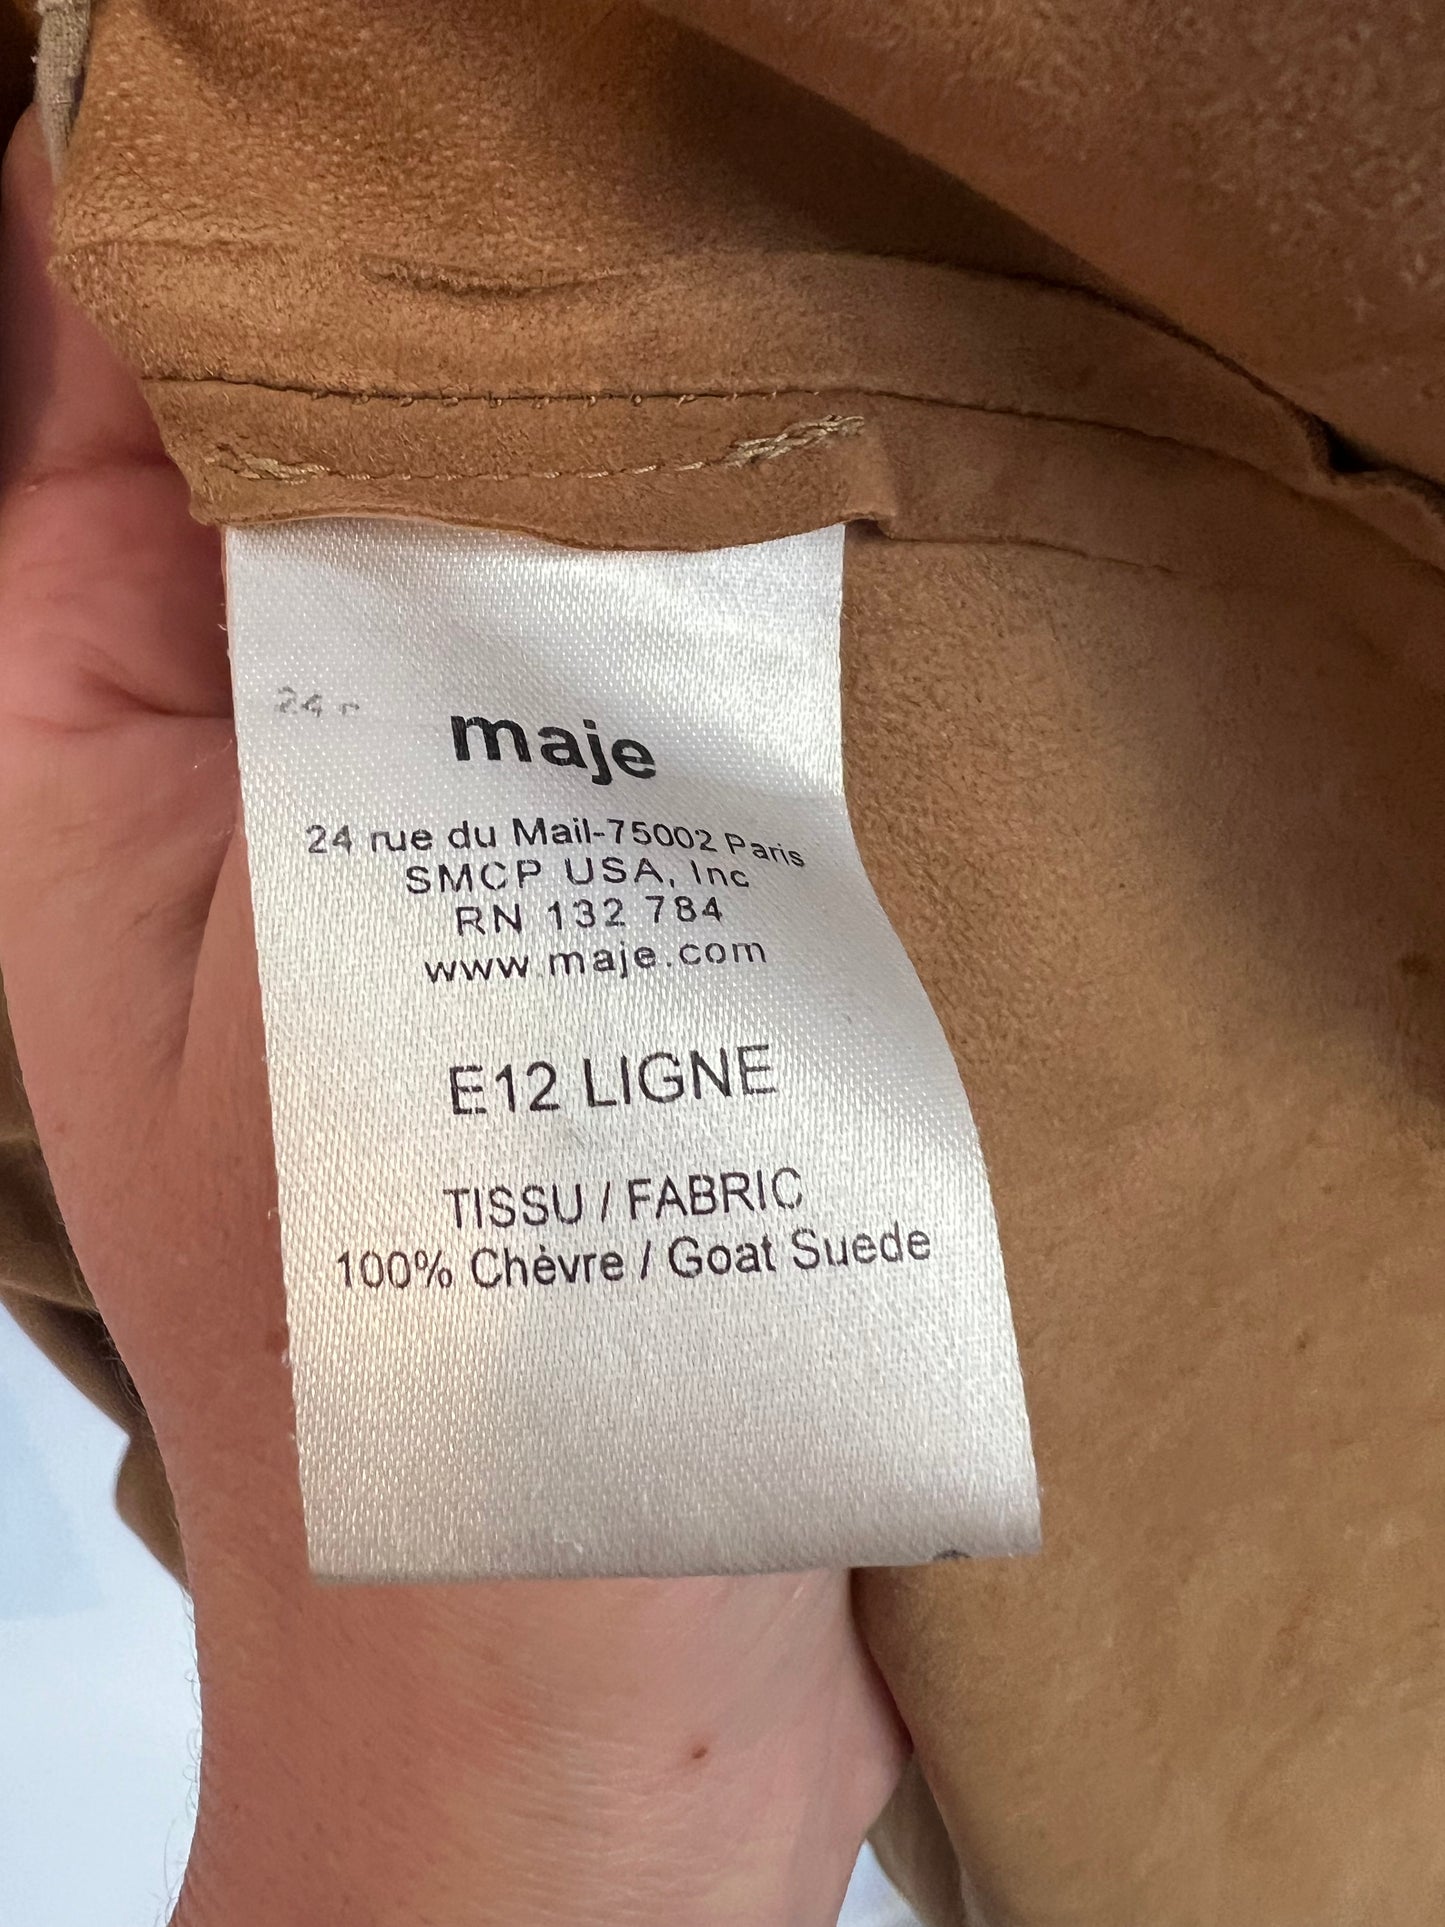 24
maje
24 rue du Mail-75002 Paris
SMCP USA, Inc
RN 132 784
www.maje.com
E12 LIGNE
TISSU / FABRIC
100% Chèvre / Goat Suede